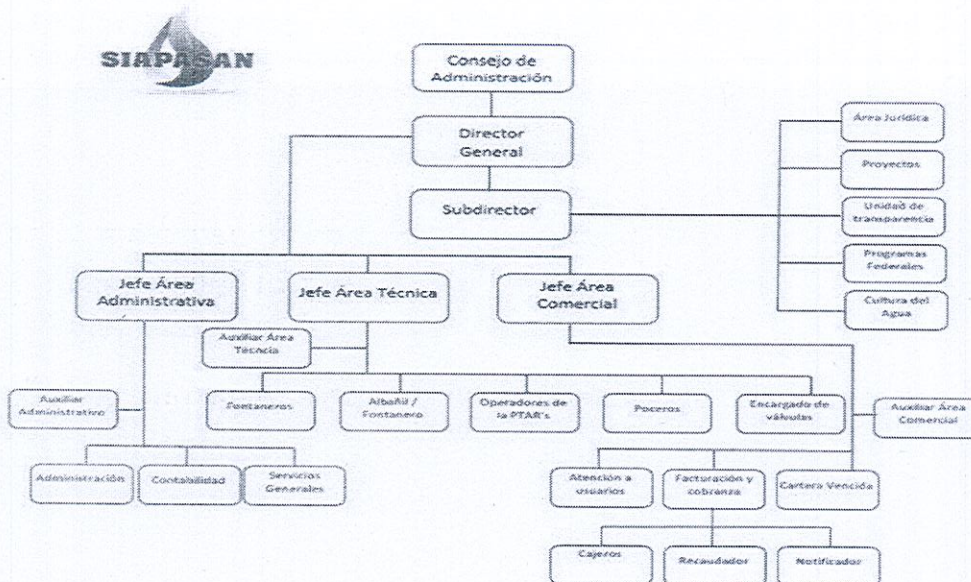 SIAPASAN
Consejo de
Administración
Director
General
Subdirector
Área Jurídica
Proyectos
Unidad de
transparencia
Programas
Federales
Cultura del
Agua
Jefe Área
Administrativa
Jefe Área Técnica
Jefe Área
Comercial
Auxiliar Área
Técncia
Auxiliar
Administrativo
Fontaneros
Albañil /
Fontanero
Operadores de
la PTAR's
Poceros
Encargado de
válvulas
Auxiliar Área
Comercial
Administración
Contabilidad
Servicios
Generales
Atención a
usuarios
Facturación y
cobranza
Cartera Vencida
Cajeros
Recaudador
Notificador